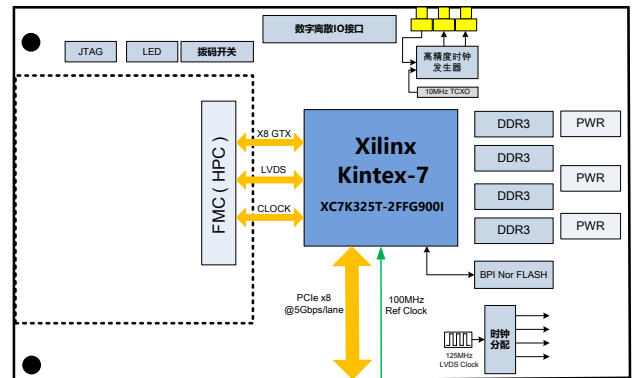 数字离散IO接口
JTAG
LED
拨码开关
高精度时钟
发生器
10MHz TCXO
FMC（HPC）
X8 GTX
LVDS
CLOCK
Xilinx
Kintex-7
XC7K325T-2FFG900I
DDR3
PWR
DDR3
DDR3
PWR
DDR3
PWR
BPI Nor FLASH
PCIe x8
@5Gbps/lane
100MHz
Ref Clock
时钟
分配
125MHz
LVDS Clock